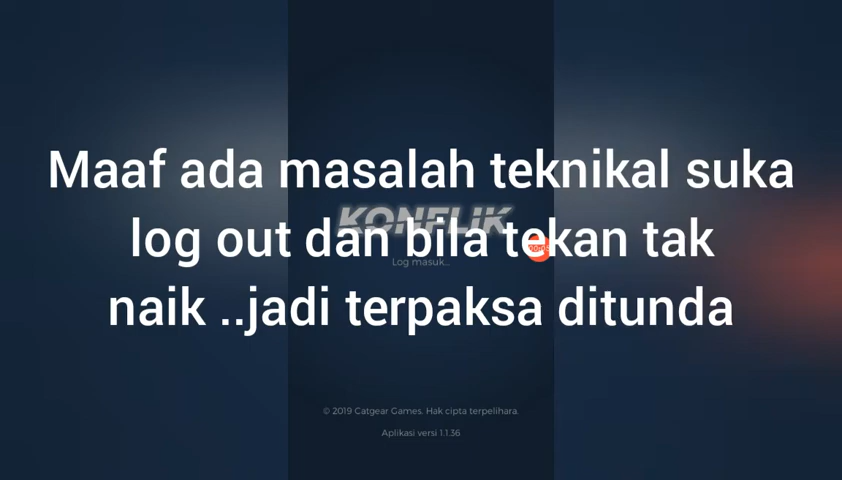 Maaf ada masalah teknikal suka
log out dan bila tekan tak
naik ..jadi terpaksa ditunda
KONFLIK
Log masuk...
© 2019 Catgear Games. Hak cipta terpelihara.
Aplikasi versi 1.1.36